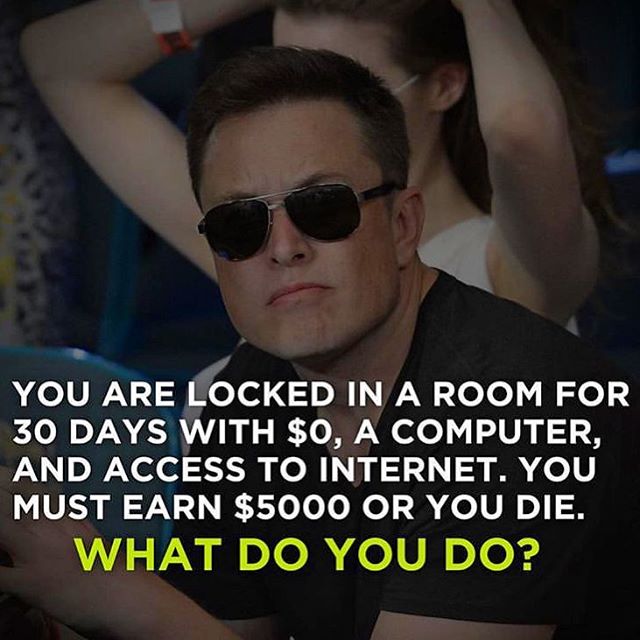 YOU ARE LOCKED IN A ROOM FOR
30 DAYS WITH $0, A COMPUTER,
AND ACCESS TO INTERNET. YOU
MUST EARN $5000 OR YOU DIE.
WHAT DO YOU DO?